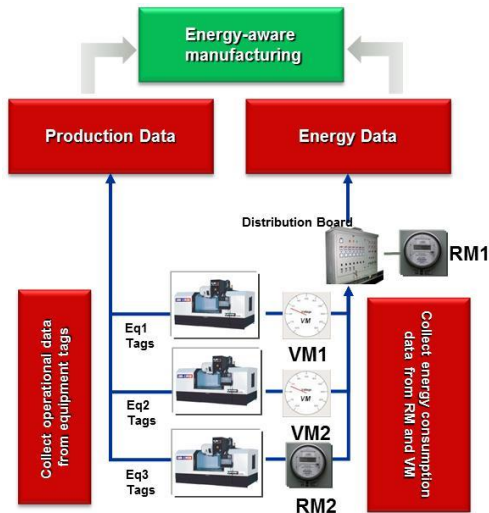 Energy-aware
manufacturing
Production Data
Energy Data
Distribution Board
RM1
Eq1
Tags
VM
VM1
Eq2
Tags
VM
VM2
Eq3
Tags
RM2
Collect operational data
from equipment tags
Collect energy consumption
data from RM and VM